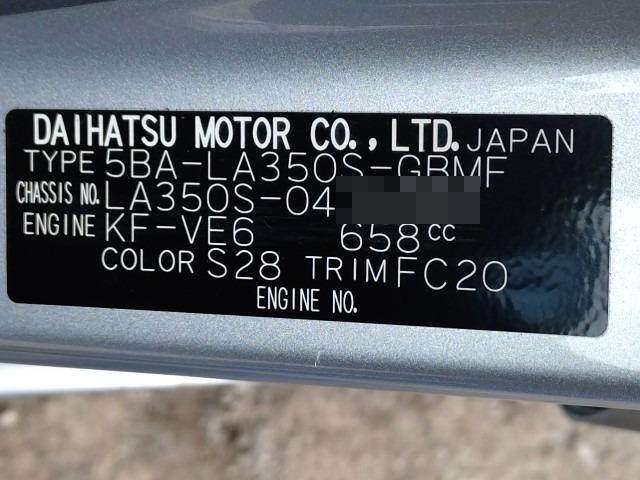 DAIHATSU MOTOR CO., LTD. JAPAN
TYPE 5BA-LA350S-GBMF
CHASSIS NO. LA350S-04
ENGINE KF-VE6 658cc
COLOR S28 TRIM FC20
ENGINE NO.